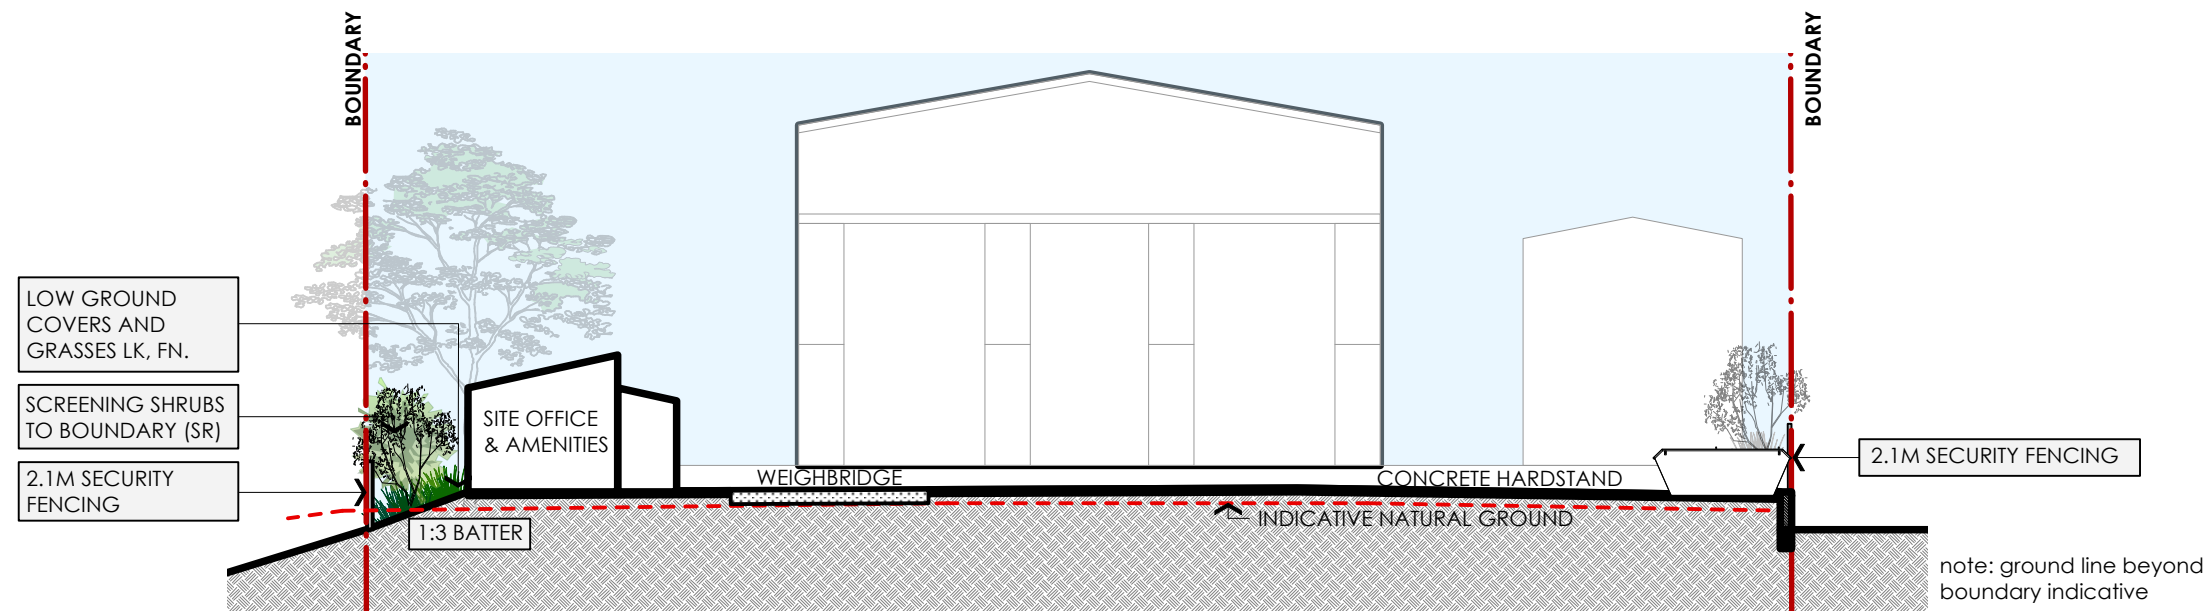 BOUNDARY
BOUNDARY
LOW GROUND
COVERS AND
GRASSES LK, FN.
SCREENING SHRUBS
TO BOUNDARY (SR)
2.1M SECURITY
FENCING
SITE OFFICE
& AMENITIES
1:3 BATTER
WEIGHBRIDGE
CONCRETE HARDSTAND
INDICATIVE NATURAL GROUND
2.1M SECURITY FENCING
note: ground line beyond
boundary indicative